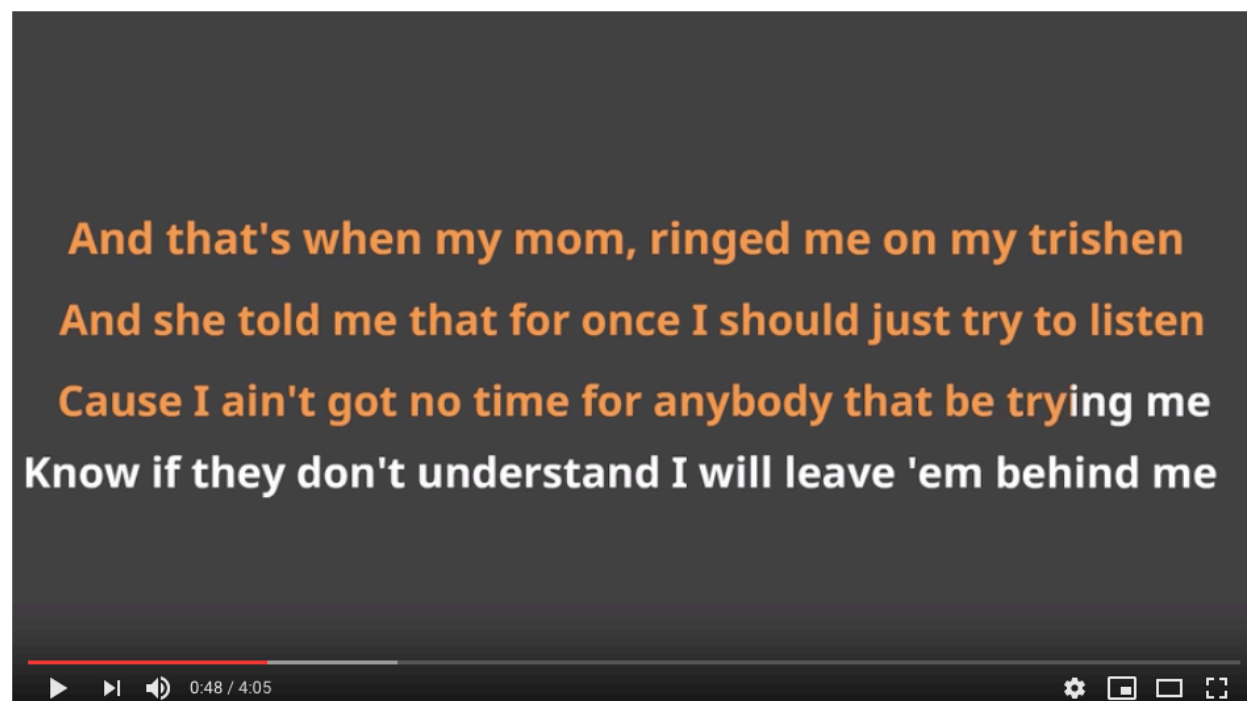 And that's when my mom, ringed me on my trishen
And she told me that for once I should just try to listen
Cause I ain't got no time for anybody that be trying me
Know if they don't understand I will leave 'em behind me
0:48 / 4:05